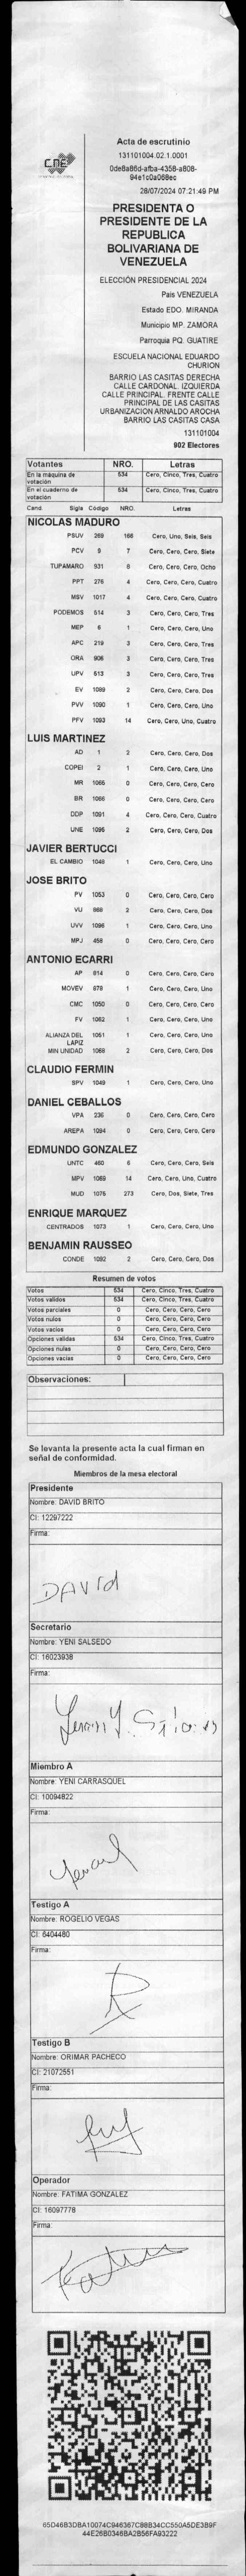 CNE
Acta de escrutinio
131101004.02.1.0001
0de8a86d-afba-4358-a808-
94e1c0a068ec
28/07/2024 07:21:49 PM
PRESIDENTA O
PRESIDENTE DE LA
REPUBLICA
BOLIVARIANA DE
VENEZUELA
ELECCIÓN PRESIDENCIAL 2024
País VENEZUELA
Estado EDO. MIRANDA
Municipio MP. ZAMORA
Parroquia PQ. GUATIRE
ESCUELA NACIONAL EDUARDO
CHURION
BARRIO LAS CASITAS DERECHA
CALLE CARDONAL. IZQUIERDA
CALLE PRINCIPAL. FRENTE CALLE
PRINCIPAL DE LAS CASITAS
URBANIZACION ARNALDO AROCHA
BARRIO LAS CASITAS CASA
131101004
902 Electores
Votantes NRO. Letras
En la máquina de votación 534 Cero, Cinco, Tres, Cuatro
En el cuaderno de votación 534 Cero, Cinco, Tres, Cuatro
Cand. Sigla Código NRO. Letras
NICOLAS MADURO
PSUV 269 166 Cero, Uno, Seis, Seis
PCV 9 7 Cero, Cero, Cero, Siete
TUPAMARO 931 8 Cero, Cero, Cero, Ocho
PPT 276 4 Cero, Cero, Cero, Cuatro
MSV 1017 4 Cero, Cero, Cero, Cuatro
PODEMOS 514 3 Cero, Cero, Cero, Tres
MEP 6 1 Cero, Cero, Cero, Uno
APC 219 3 Cero, Cero, Cero, Tres
ORA 906 3 Cero, Cero, Cero, Tres
UPV 513 3 Cero, Cero, Cero, Tres
EV 1099 2 Cero, Cero, Cero, Dos
PVV 1090 1 Cero, Cero, Cero, Uno
PFV 1093 14 Cero, Cero, Uno, Cuatro
LUIS MARTINEZ
AD 1 2 Cero, Cero, Cero, Dos
COPEI 2 1 Cero, Cero, Cero, Uno
MR 1065 0 Cero, Cero, Cero, Cero
BR 1066 0 Cero, Cero, Cero, Cero
DDP 1091 4 Cero, Cero, Cero, Cuatro
UNE 1095 2 Cero, Cero, Cero, Dos
JAVIER BERTUCCI
EL CAMBIO 1048 1 Cero, Cero, Cero, Uno
JOSE BRITO
PV 1053 0 Cero, Cero, Cero, Cero
VU 868 2 Cero, Cero, Cero, Dos
UVV 1096 1 Cero, Cero, Cero, Uno
MPJ 458 0 Cero, Cero, Cero, Cero
ANTONIO ECARRI
AP 814 0 Cero, Cero, Cero, Cero
MOVEV 879 1 Cero, Cero, Cero, Uno
CMC 1050 0 Cero, Cero, Cero, Cero
FV 1062 1 Cero, Cero, Cero, Uno
ALIANZA DEL LAPIZ 1051 1 Cero, Cero, Cero, Uno
MIN UNIDAD 1068 2 Cero, Cero, Cero, Dos
CLAUDIO FERMIN
SPV 1049 1 Cero, Cero, Cero, Uno
DANIEL CEBALLOS
VPA 236 0 Cero, Cero, Cero, Cero
AREPA 1094 0 Cero, Cero, Cero, Cero
EDMUNDO GONZALEZ
UNTC 460 6 Cero, Cero, Cero, Seis
MPV 1069 14 Cero, Cero, Uno, Cuatro
MUD 1075 273 Cero, Dos, Siete, Tres
ENRIQUE MARQUEZ
CENTRADOS 1073 1 Cero, Cero, Cero, Uno
BENJAMIN RAUSSEO
CONDE 1092 2 Cero, Cero, Cero, Dos
Resumen de votos
Votos 534 Cero, Cinco, Tres, Cuatro
Votos validos 534 Cero, Cinco, Tres, Cuatro
Votos parciales 0 Cero, Cero, Cero, Cero
Votos nulos 0 Cero, Cero, Cero, Cero
Votos vacíos 0 Cero, Cero, Cero, Cero
Opciones validas 534 Cero, Cinco, Tres, Cuatro
Opciones nulas 0 Cero, Cero, Cero, Cero
Opciones vacías 0 Cero, Cero, Cero, Cero
Observaciones:
Se levanta la presente acta la cual firman en
señal de conformidad.
Miembros de la mesa electoral
Presidente
Nombre: DAVID BRITO
CI: 12297222
Firma:
DAVId
Secretario
Nombre: YENI SALSEDO
CI: 16023938
Firma:
Miembro A
Nombre: YENI CARRASQUEL
CI: 10094822
Firma:
Testigo A
Nombre: ROGELIO VEGAS
CI: 6404480
Firma:
Testigo B
Nombre: ORIMAR PACHECO
CI: 21072551
Firma:
Operador
Nombre: FATIMA GONZALEZ
CI: 16097778
Firma:
65D46B3DBA10074C946367C88B34CC550A5DE3B9F
44E26B0346BA2B56FA93222